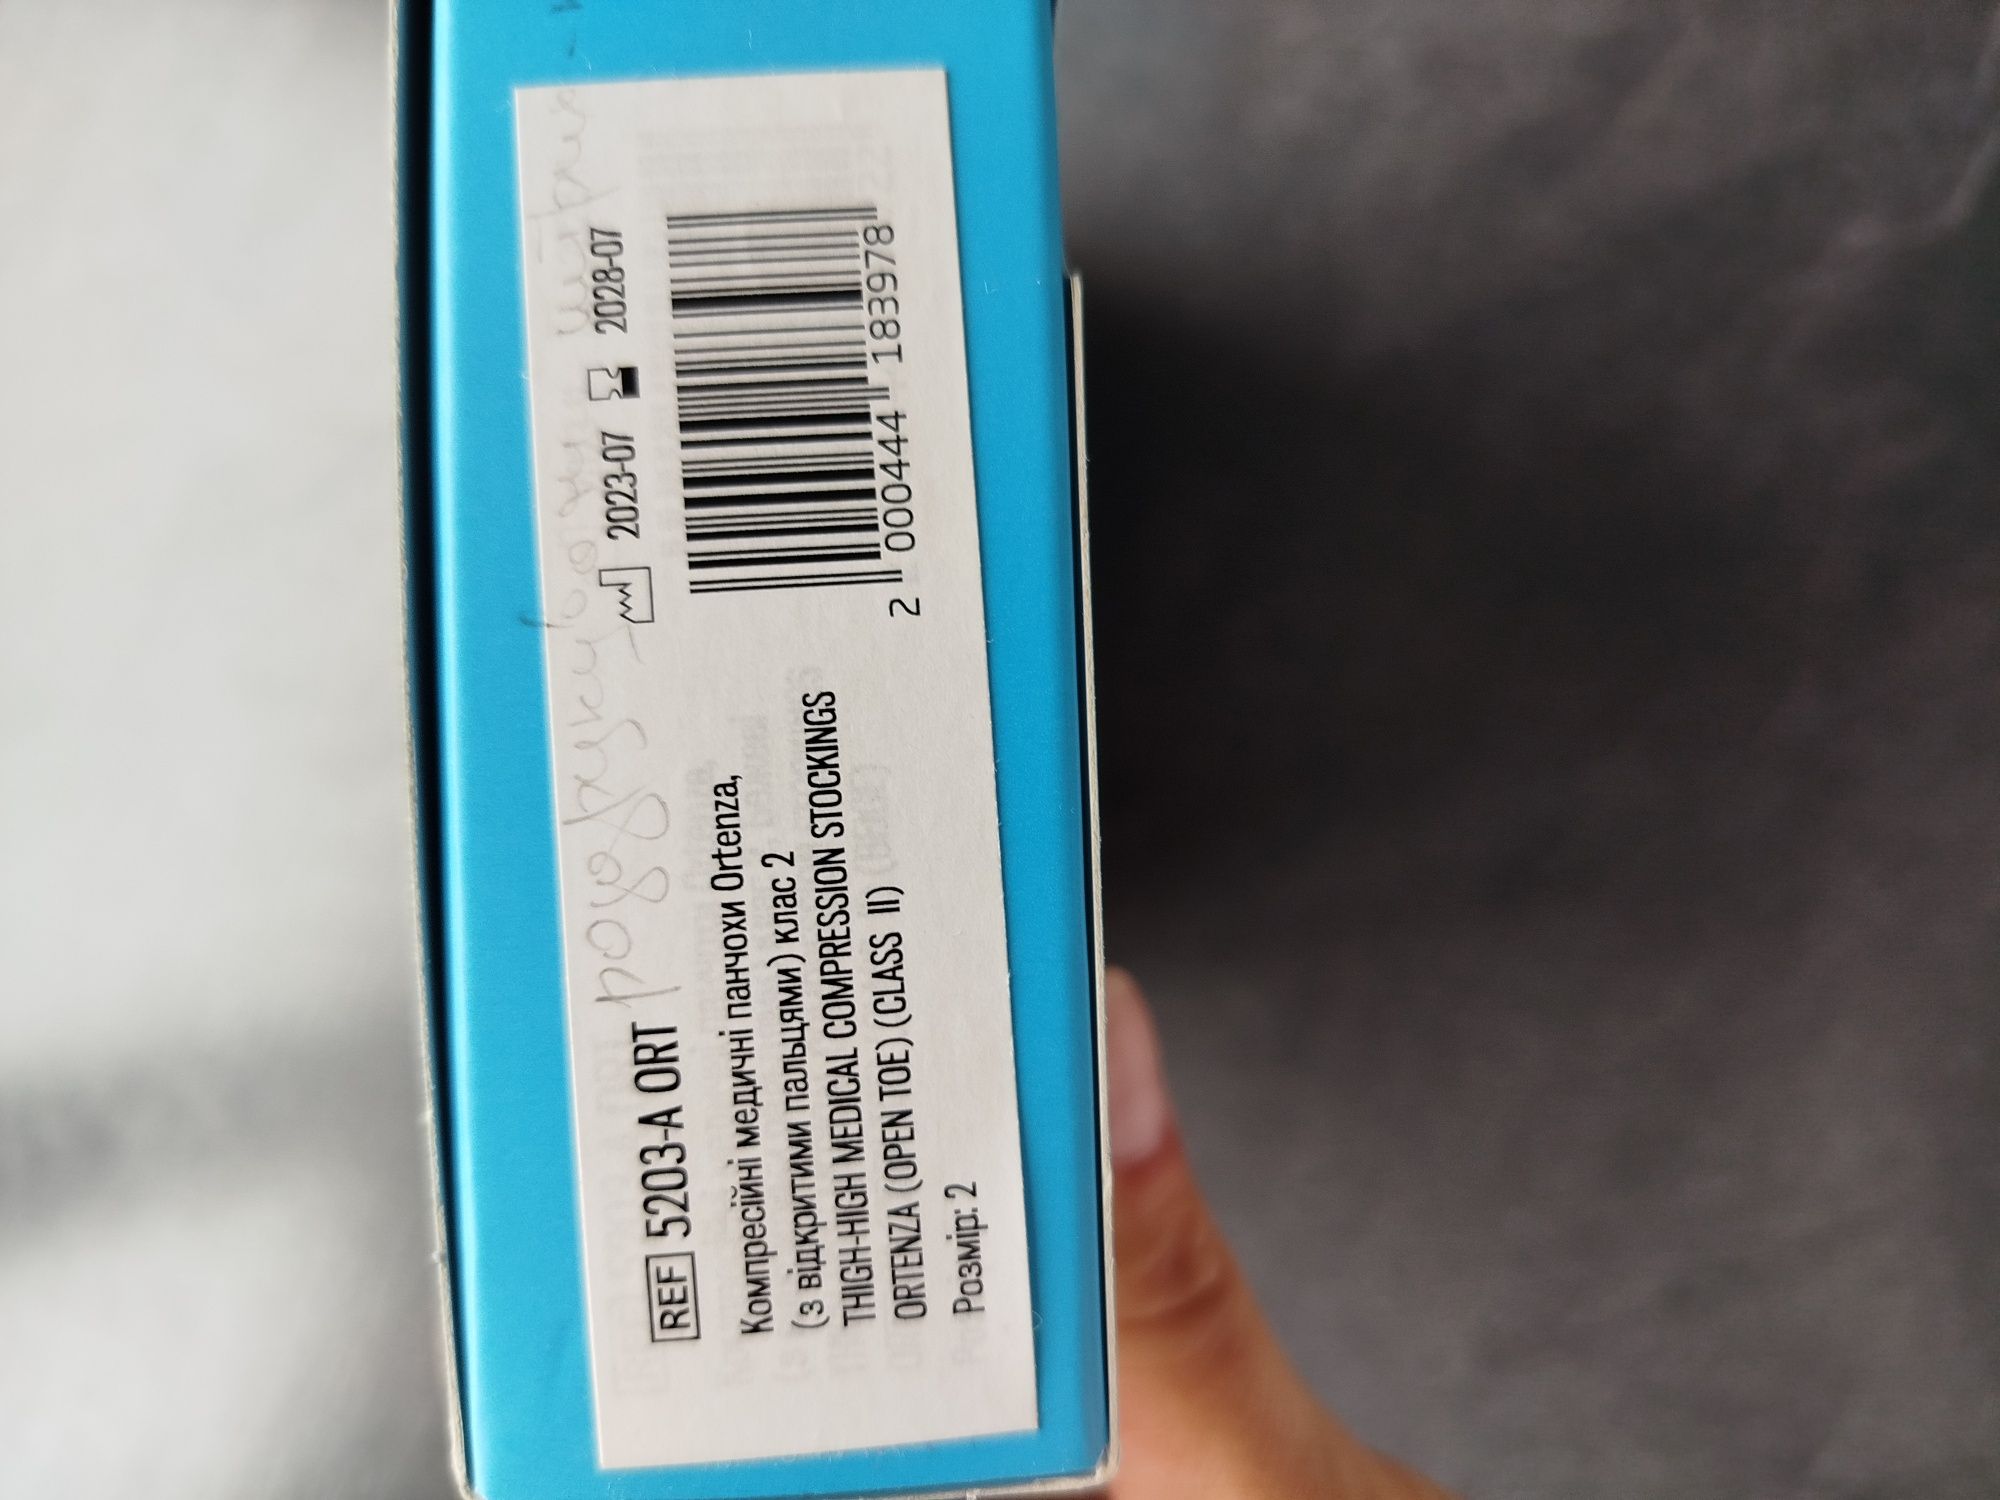 REF 5203-A ORT
2023-07 2028-07
Компресійні медичні панчохи Ortenza,
(з відкритими пальцями) клас 2
THIGH-HIGH MEDICAL COMPRESSION STOCKINGS
ORTENZA (OPEN TOE) (CLASS II)
Розмір: 2
2 000444 183978